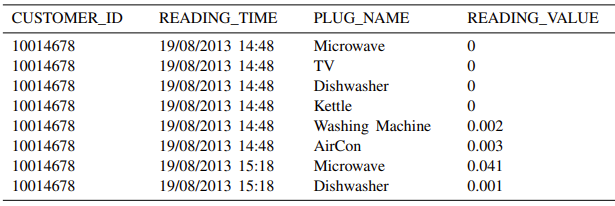 CUSTOMER_ID READING_TIME PLUG_NAME READING_VALUE
10014678 19/08/2013 14:48 Microwave 0
10014678 19/08/2013 14:48 TV 0
10014678 19/08/2013 14:48 Dishwasher 0
10014678 19/08/2013 14:48 Kettle 0
10014678 19/08/2013 14:48 Washing Machine 0.002
10014678 19/08/2013 14:48 AirCon 0.003
10014678 19/08/2013 15:18 Microwave 0.041
10014678 19/08/2013 15:18 Dishwasher 0.001